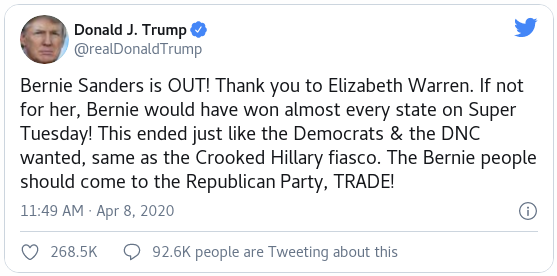 Donald J. Trump
@realDonaldTrump
Bernie Sanders is OUT! Thank you to Elizabeth Warren. If not
for her, Bernie would have won almost every state on Super
Tuesday! This ended just like the Democrats & the DNC
wanted, same as the Crooked Hillary fiasco. The Bernie people
should come to the Republican Party, TRADE!
11:49 AM · Apr 8, 2020
268.5K 92.6K people are Tweeting about this